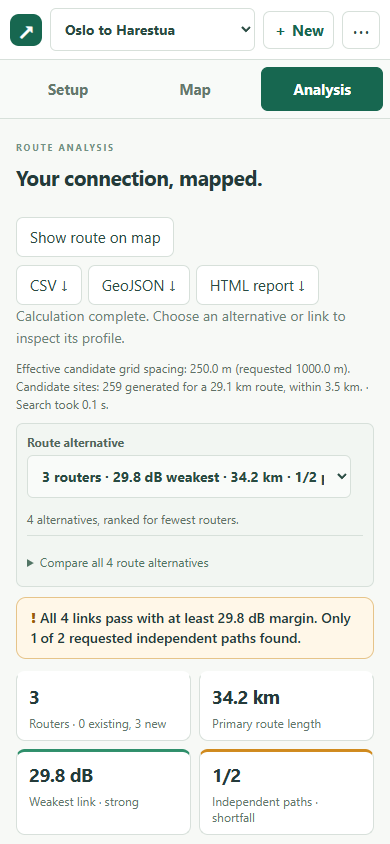 Oslo to Harestua
+ New
...
Setup Map Analysis
ROUTE ANALYSIS
Your connection, mapped.
Show route on map
CSV ↓ GeoJSON ↓ HTML report ↓
Calculation complete. Choose an alternative or link to
inspect its profile.
Effective candidate grid spacing: 250.0 m (requested 1000.0 m).
Candidate sites: 259 generated for a 29.1 km route, within 3.5 km. ·
Search took 0.1 s.
Route alternative
3 routers · 29.8 dB weakest · 34.2 km · 1/2
4 alternatives, ranked for fewest routers.
▶ Compare all 4 route alternatives
! All 4 links pass with at least 29.8 dB margin. Only
1 of 2 requested independent paths found.
3
Routers · 0 existing, 3 new
34.2 km
Primary route length
29.8 dB
Weakest link · strong
1/2
Independent paths ·
shortfall